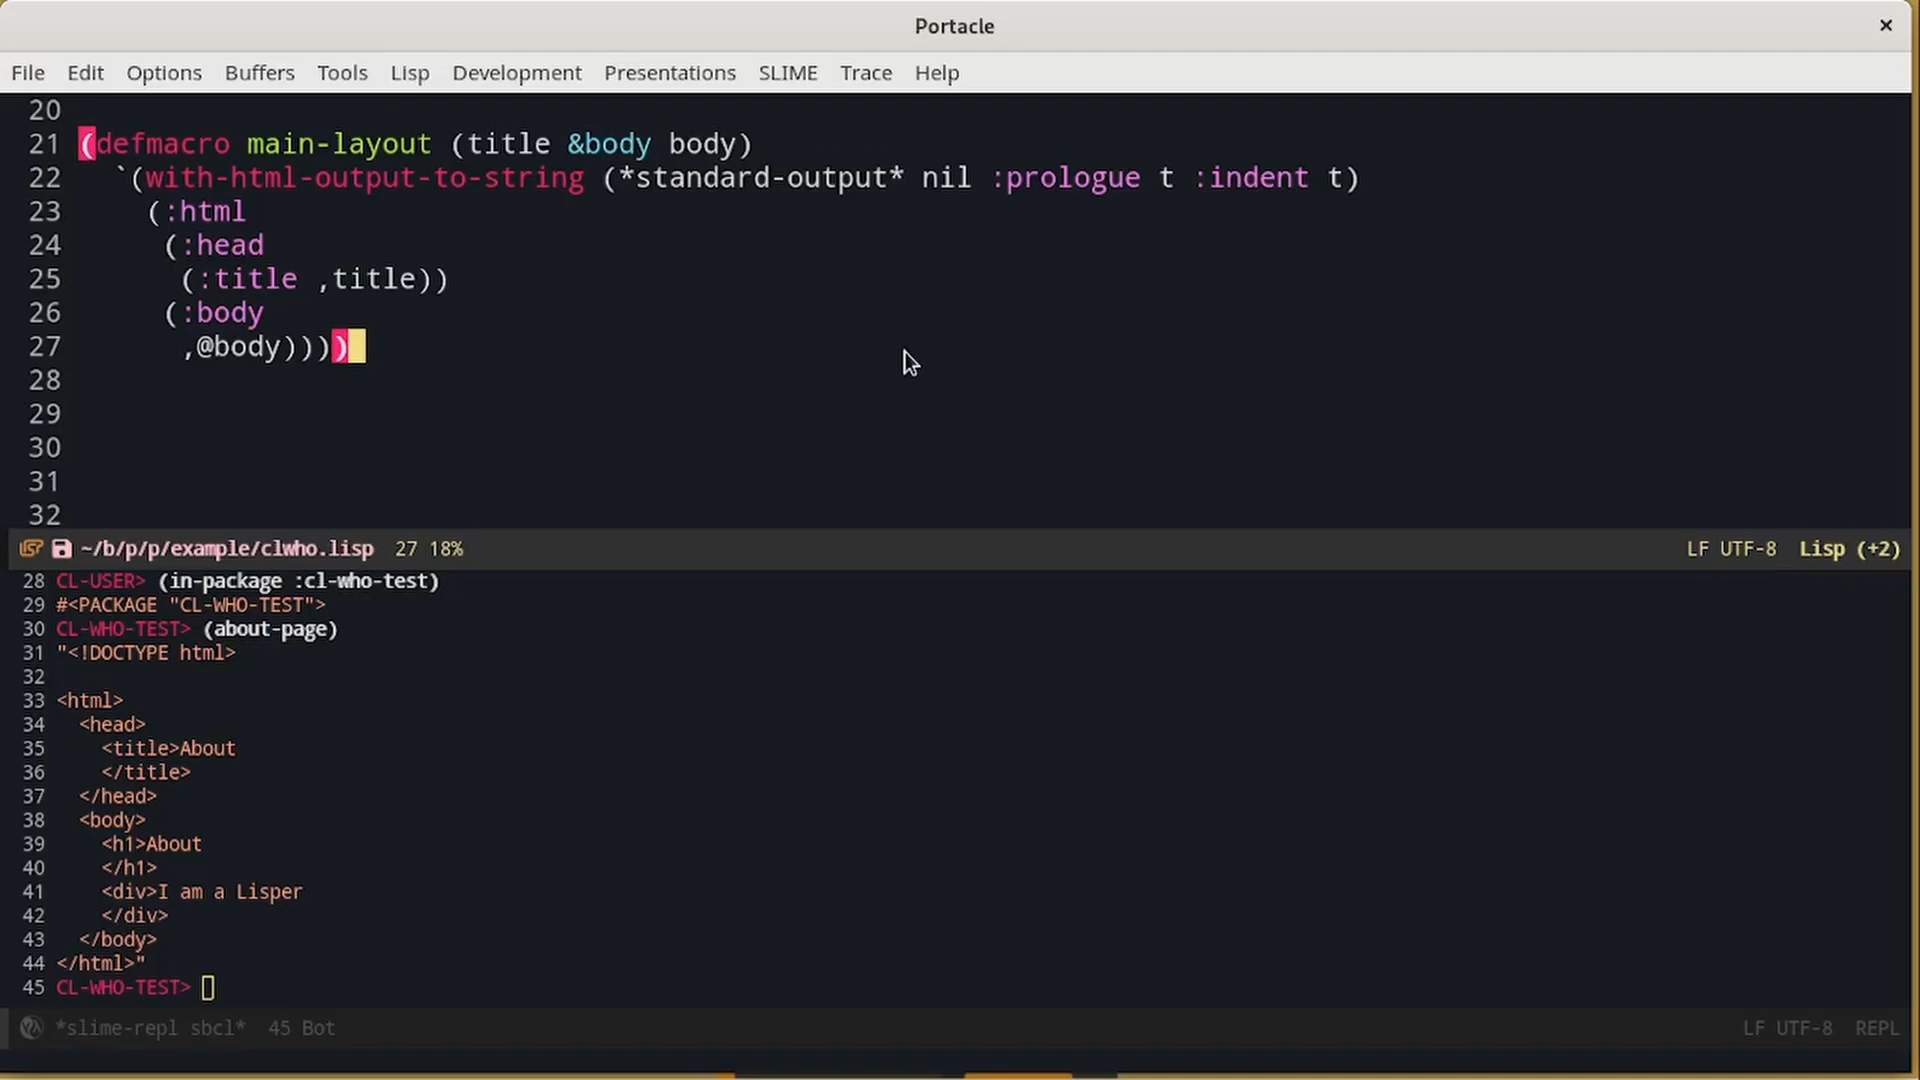 Portacle
File Edit Options Buffers Tools Lisp Development Presentations SLIME Trace Help
20
21 (defmacro main-layout (title &body body)
22   `(with-html-output-to-string (*standard-output* nil :prologue t :indent t)
23     (:html
24      (:head
25       (:title ,title))
26      (:body
27       ,@body))))
28
29
30
31
32
~/b/p/p/example/clwho.lisp 27 18% LF UTF-8 Lisp (+2)
28 CL-USER> (in-package :cl-who-test)
29 #<PACKAGE "CL-WHO-TEST">
30 CL-WHO-TEST> (about-page)
31 "<!DOCTYPE html>
32
33 <html>
34   <head>
35     <title>About
36     </title>
37   </head>
38   <body>
39     <h1>About
40     </h1>
41     <div>I am a Lisper
42     </div>
43   </body>
44 </html>"
45 CL-WHO-TEST>
*slime-repl sbcl* 45 Bot LF UTF-8 REPL